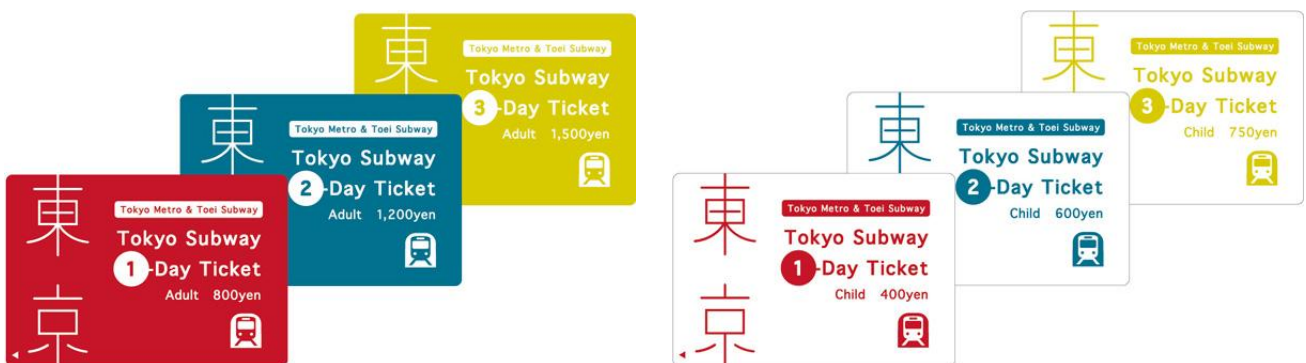 東
Tokyo Metro & Toei Subway
Tokyo Subway
3-Day Ticket
Adult 1,500yen
東
Tokyo Metro & Toei Subway
Tokyo Subway
2-Day Ticket
Adult 1,200yen
東京
Tokyo Metro & Toei Subway
Tokyo Subway
1-Day Ticket
Adult 800yen
東
Tokyo Metro & Toei Subway
Tokyo Subway
3-Day Ticket
Child 750yen
東
Tokyo Metro & Toei Subway
Tokyo Subway
2-Day Ticket
Child 600yen
東京
Tokyo Metro & Toei Subway
Tokyo Subway
1-Day Ticket
Child 400yen